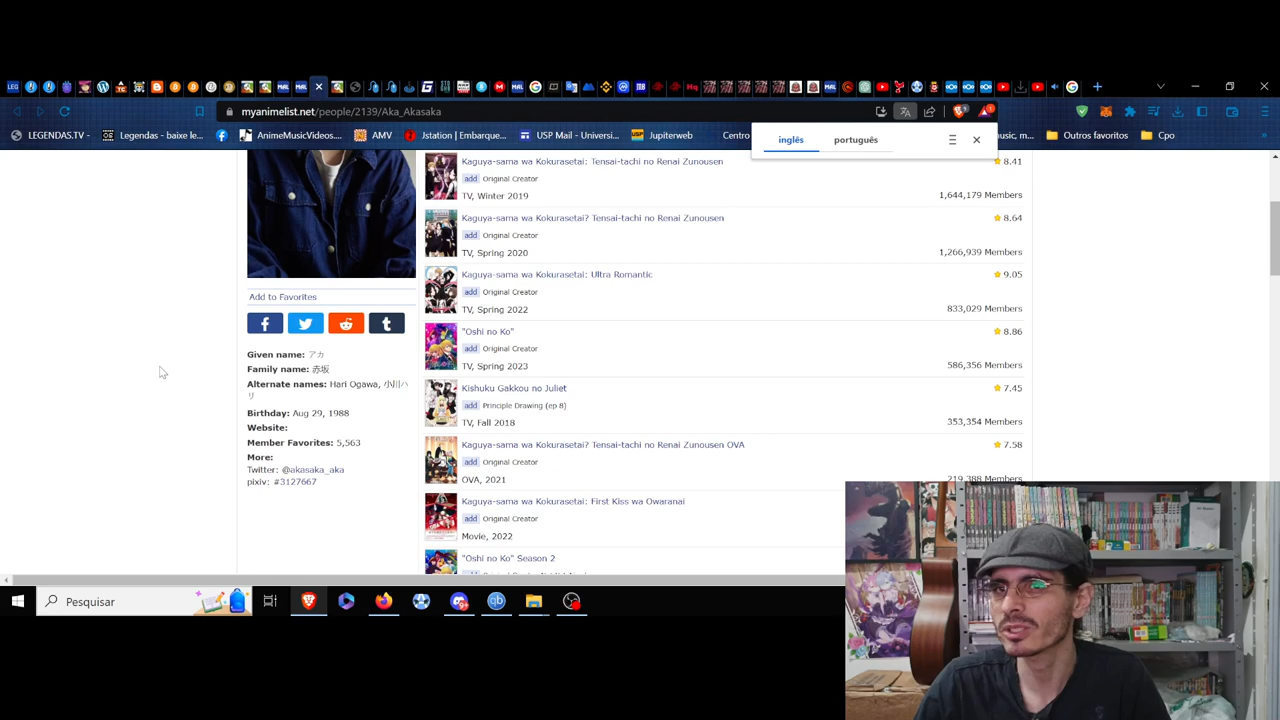 myanimelist.net/people/2139/Aka_Akasaka
LEGENDAS.TV -
Legendas - baixe le...
AnimeMusicVideos....
AMV
Jstation | Embarque...
USP Mail - Universi...
Jupiterweb
Centro
music, m...
Outros favoritos
Cpo
inglês
português
Kaguya-sama wa Kokurasetai: Tensai-tachi no Renai Zunousen
8.41
add Original Creator
TV, Winter 2019
1,644,179 Members
Kaguya-sama wa Kokurasetai? Tensai-tachi no Renai Zunousen
8.64
add Original Creator
TV, Spring 2020
1,266,939 Members
Kaguya-sama wa Kokurasetai: Ultra Romantic
9.05
add Original Creator
TV, Spring 2022
833,029 Members
"Oshi no Ko"
8.86
add Original Creator
TV, Spring 2023
586,356 Members
Kishuku Gakkou no Juliet
7.45
add Principle Drawing (ep 8)
TV, Fall 2018
353,354 Members
Kaguya-sama wa Kokurasetai? Tensai-tachi no Renai Zunousen OVA
7.58
add Original Creator
OVA, 2021
219,388 Members
Kaguya-sama wa Kokurasetai: First Kiss wa Owaranai
add Original Creator
Movie, 2022
"Oshi no Ko" Season 2
Add to Favorites
Given name: アカ
Family name: 赤坂
Alternate names: Hari Ogawa, 小川ハ
リ
Birthday: Aug 29, 1988
Website:
Member Favorites: 5,563
More:
Twitter: @akasaka_aka
pixiv: #3127667
Pesquisar